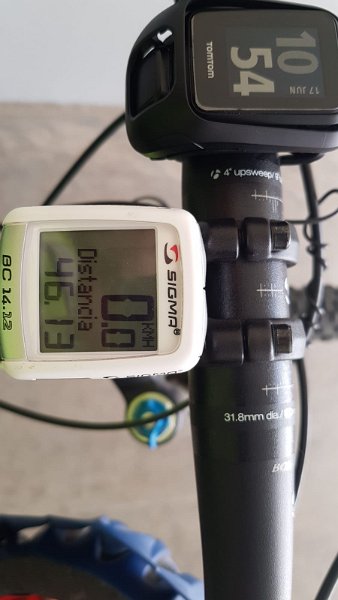 10
54
17 JUN
TOMTOM
4° upsweep/
SIGMA
KMH
0.0
Distancia
46.13
BC 14.12
31.8mm dia./